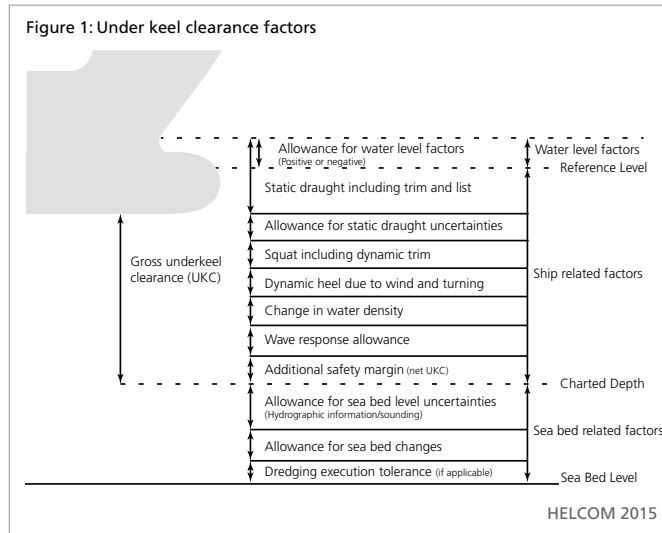 Figure 1: Under keel clearance factors
Allowance for water level factors
(Positive or negative)
Water level factors
Reference Level
Static draught including trim and list
Allowance for static draught uncertainties
Gross underkeel
clearance (UKC)
Squat including dynamic trim
Dynamic heel due to wind and turning
Ship related factors
Change in water density
Wave response allowance
Additional safety margin (net UKC)
Charted Depth
Allowance for sea bed level uncertainties
(Hydrographic information/sounding)
Sea bed related factors
Allowance for sea bed changes
Dredging execution tolerance (if applicable)
Sea Bed Level
HELCOM 2015